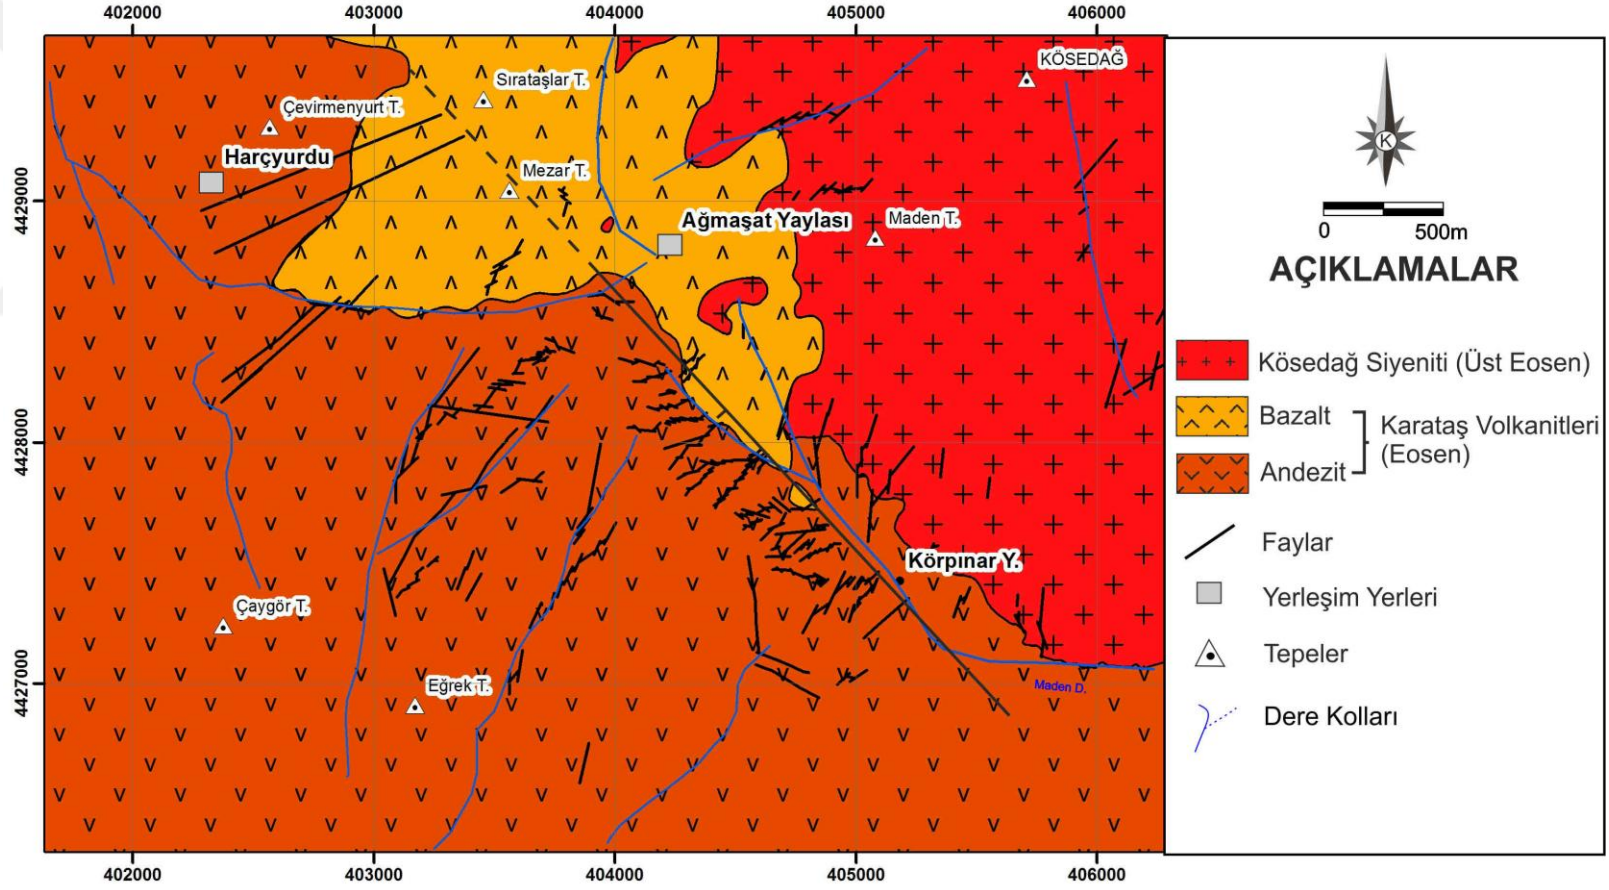 402000 403000 404000 405000 406000
KÖSEDAĞ
Sırataşlar T.
Çevirmenyurt T.
Harçyurdu
Mezar T.
Ağmaşat Yaylası
Maden T.
Körpınar Y.
Çaygör T.
Eğrek T.
Maden D.
4429000
4428000
4427000
402000 403000 404000 405000 406000
K
0 500m
AÇIKLAMALAR
Kösedağ Siyeniti (Üst Eosen)
Bazalt
Andezit
Karataş Volkanitleri
(Eosen)
Faylar
Yerleşim Yerleri
Tepeler
Dere Kolları